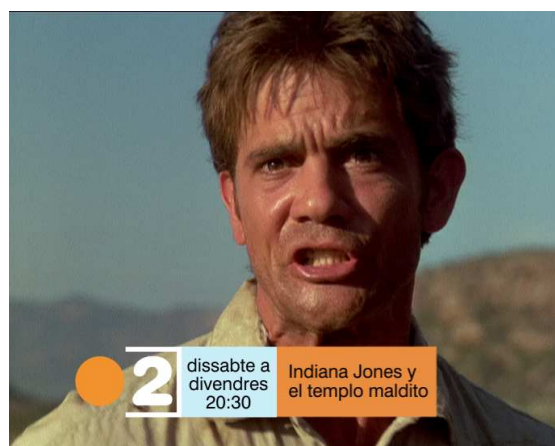 2
dissabte a
divendres
20:30
Indiana Jones y
el templo maldito